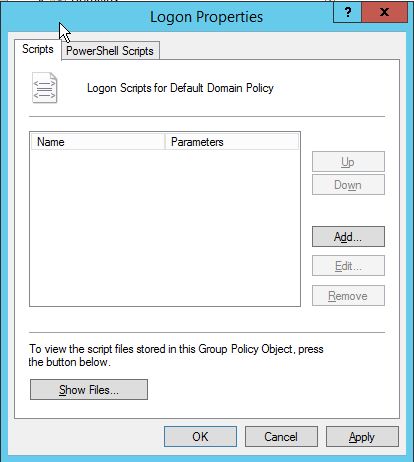 Logon Properties
?
x
Scripts
PowerShell Scripts
Logon Scripts for Default Domain Policy
Name
Parameters
Up
Down
Add...
Edit...
Remove
To view the script files stored in this Group Policy Object, press
the button below.
Show Files...
OK
Cancel
Apply